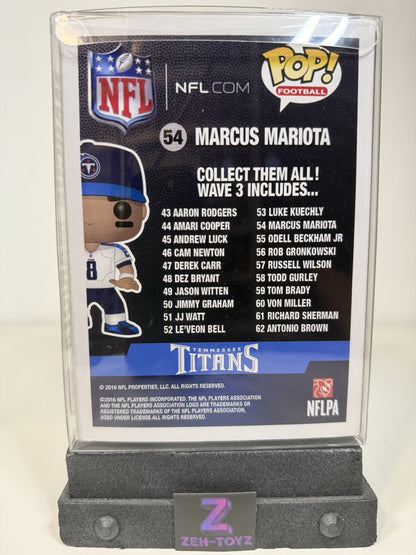 NFL
NFL.COM
POP!
FOOTBALL
54 MARCUS MARIOTA
COLLECT THEM ALL!
WAVE 3 INCLUDES...
43 AARON RODGERS
44 AMARI COOPER
45 ANDREW LUCK
46 CAM NEWTON
47 DEREK CARR
48 DEZ BRYANT
49 JASON WITTEN
50 JIMMY GRAHAM
51 JJ WATT
52 LE'VEON BELL
53 LUKE KUECHLY
54 MARCUS MARIOTA
55 ODELL BECKHAM JR
56 ROB GRONKOWSKI
57 RUSSELL WILSON
58 TODD GURLEY
59 TOM BRADY
60 VON MILLER
61 RICHARD SHERMAN
62 ANTONIO BROWN
8
TENNESSEE
TITANS
© 2016 NFL PROPERTIES, LLC. ALL RIGHTS RESERVED.
©2016 NFL PLAYERS INCORPORATED. THE NFL PLAYERS ASSOCIATION
AND THE NFL PLAYERS ASSOCIATION LOGO ARE TRADEMARKS OR
REGISTERED TRADEMARKS OF THE NFL PLAYERS ASSOCIATION,
USED UNDER LICENSE.ALL RIGHTS RESERVED.
NFLPA
Z
ZEH-TOYZ